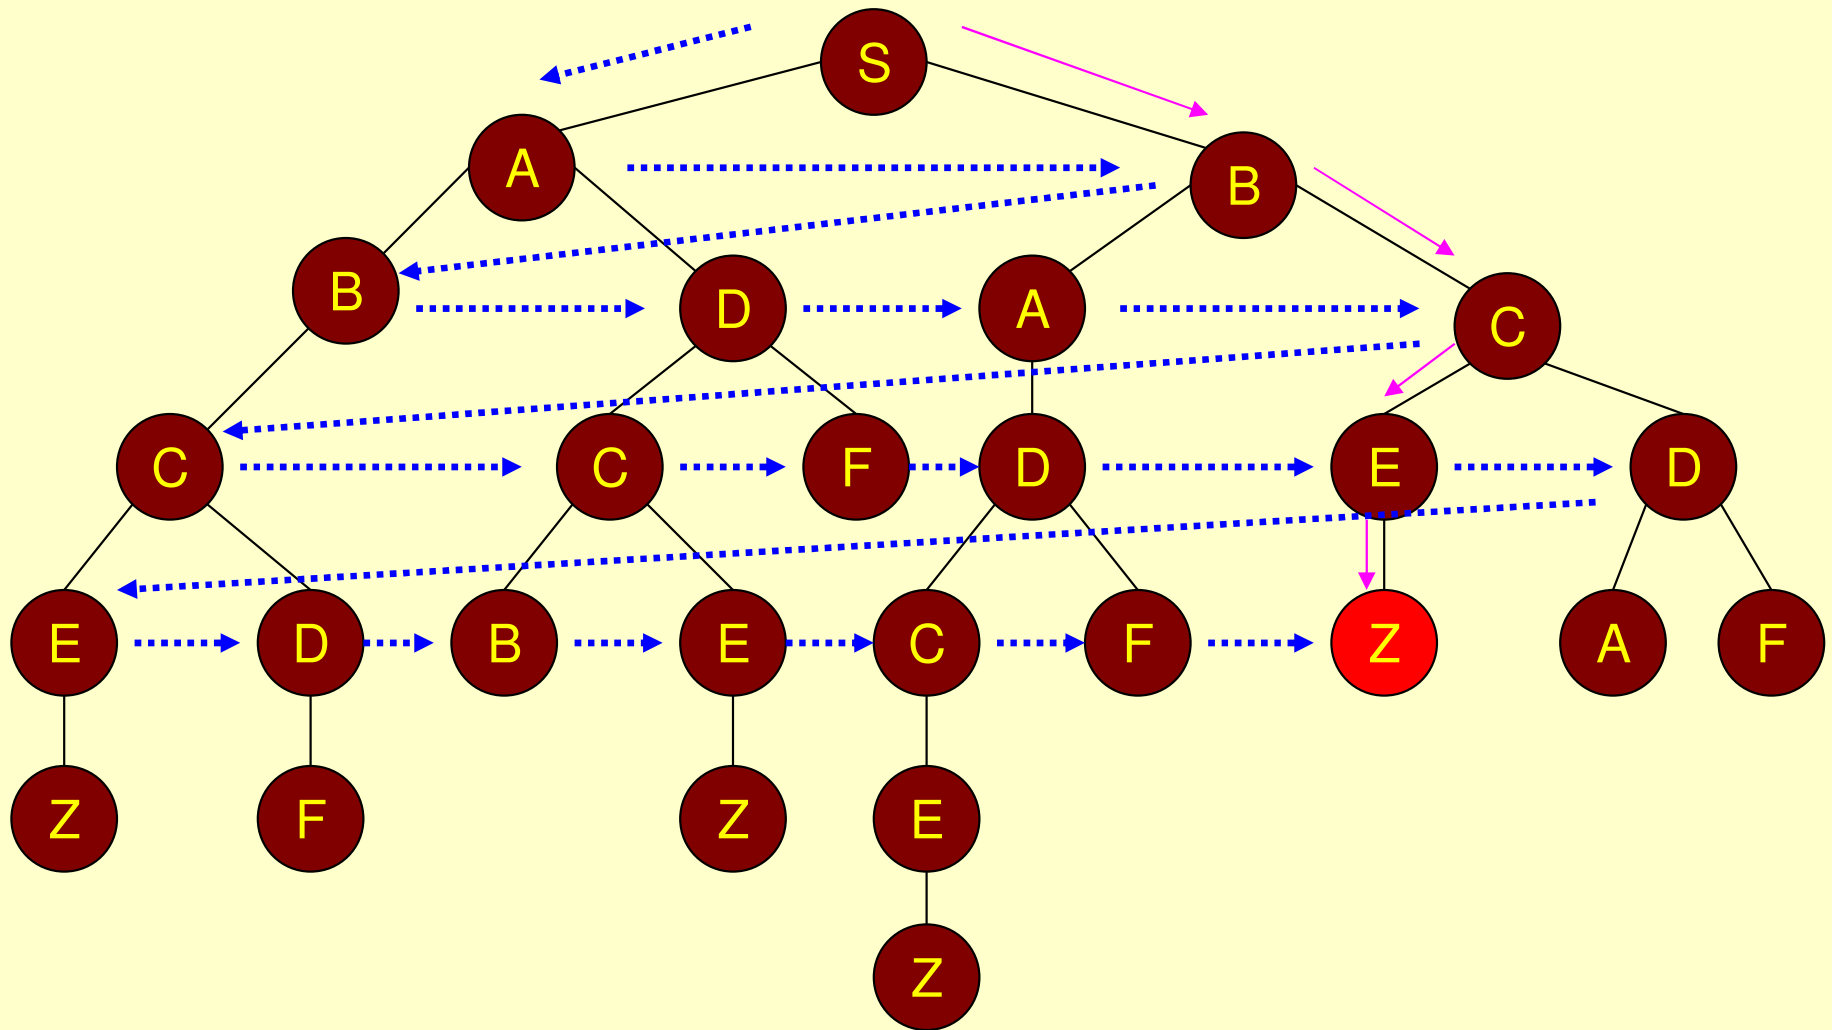 S
A B
B D A C
C C F D E D
E D B E C F Z A F
Z F Z E
Z